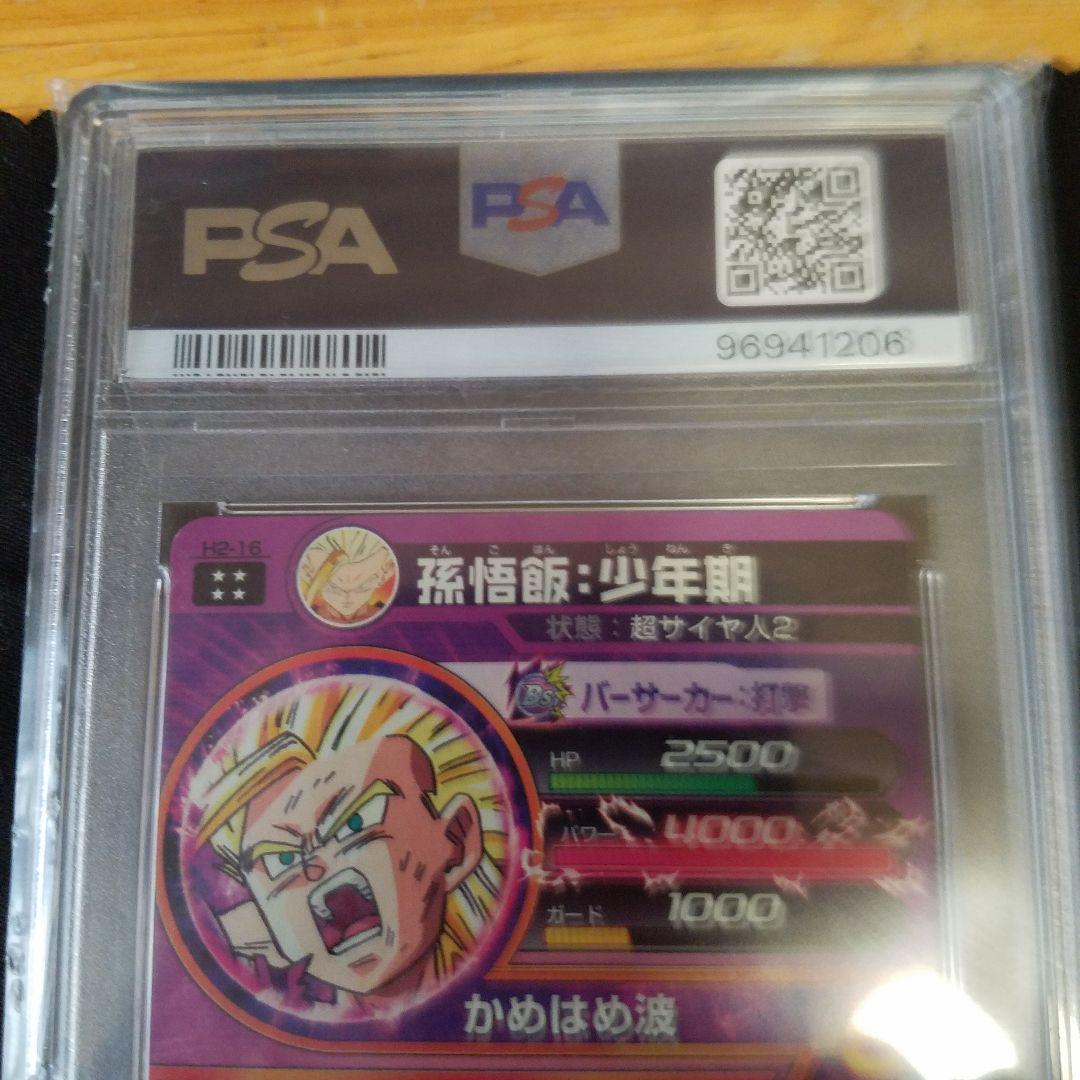 PSA
PSA
96941206
H2-16
そんごはん しょうねんき
孫悟飯:少年期
状態:超サイヤ人2
BS
バーサーカー:打撃
HP 2500
パワー 4000
ガード 1000
かめはめ波